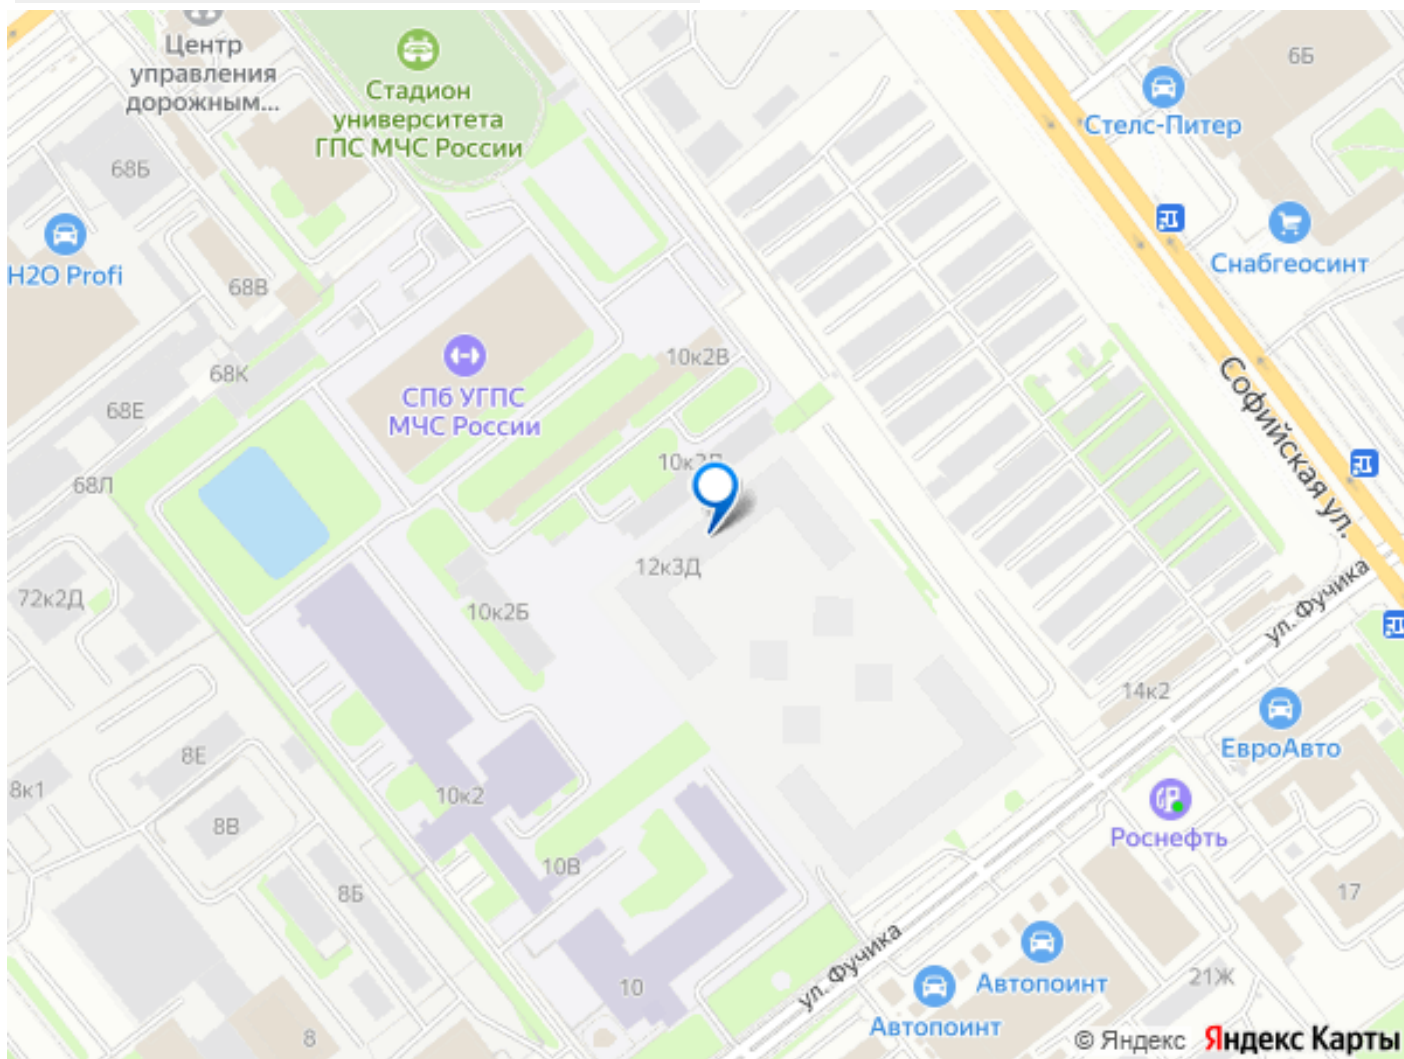 Центр
управления
дорожным...
Стадион
университета
ГПС МЧС России
6Б
Стелс-Питер
68Б
Снабгеосинт
H2O Profi
68В
10к2В
68К
СПб УГПС
МЧС России
68Е
Софийская ул.
68Л
12к3Д
72к2Д
10к2Б
ул. Фучика
14к2
ЕвроАвто
8Е
8к1
10к2
8В
Роснефть
10В
8Б
17
ул. Фучика
Автопоинт
21Ж
10
Автопоинт
8
© Яндекс Яндекс Карты